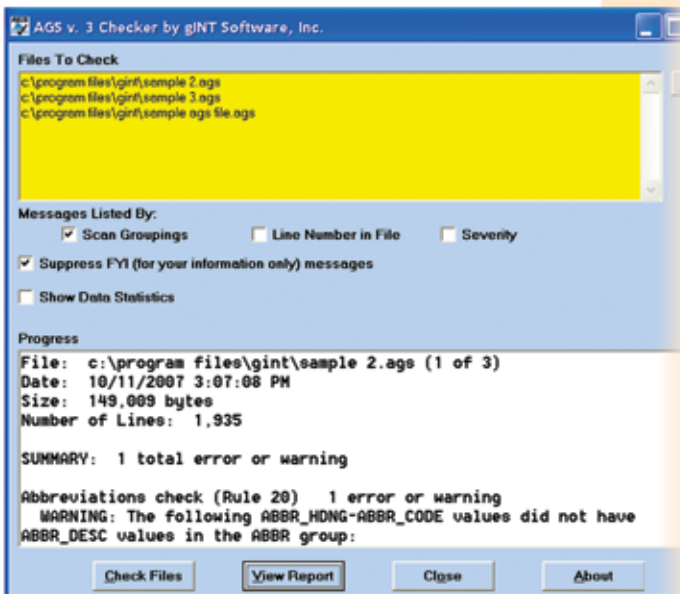 AGS v. 3 Checker by gINT Software, Inc.
Files To Check
c:\program files\gint\sample 2.ags
c:\program files\gint\sample 3.ags
c:\program files\gint\sample ags file.ags
Messages Listed By:
Scan Groupings Line Number in File Severity
Suppress FYI (for your information only) messages
Show Data Statistics
Progress
File: c:\program files\gint\sample 2.ags (1 of 3)
Date: 10/11/2007 3:07:08 PM
Size: 149,009 bytes
Number of Lines: 1,935
SUMMARY: 1 total error or warning
Abbreviations check (Rule 20) 1 error or warning
WARNING: The following ABBR_HDNG-ABBR_CODE values did not have
ABBR_DESC values in the ABBR group:
Check Files View Report Close About